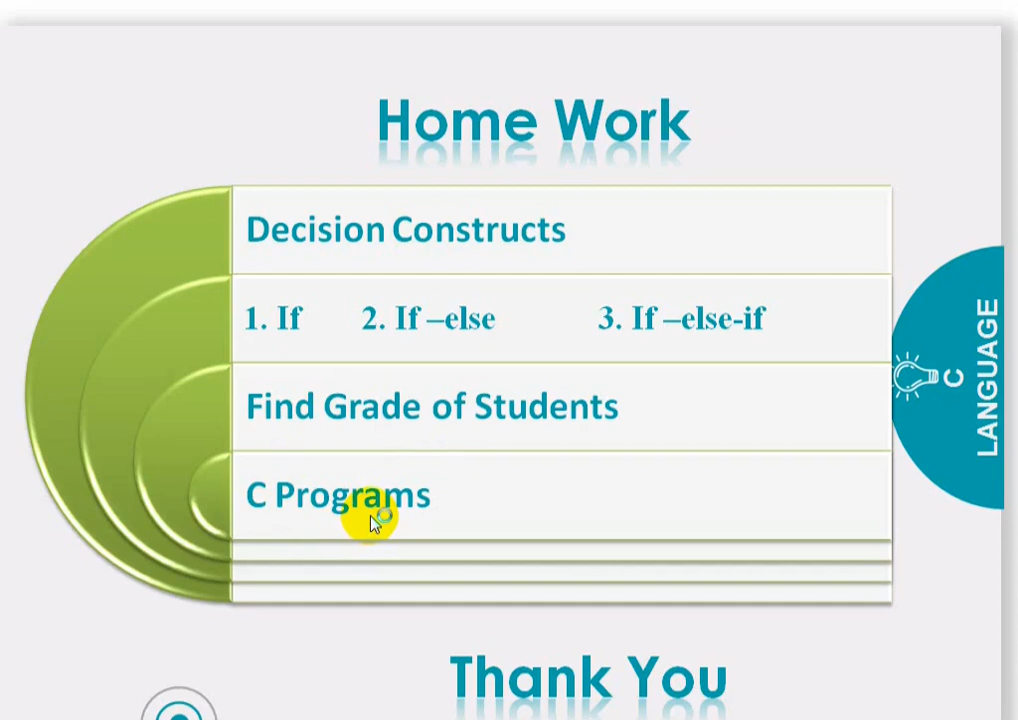 Home Work
Decision Constructs
1. If 2. If –else 3. If –else-if
Find Grade of Students
C Programs
C
LANGUAGE
Thank You